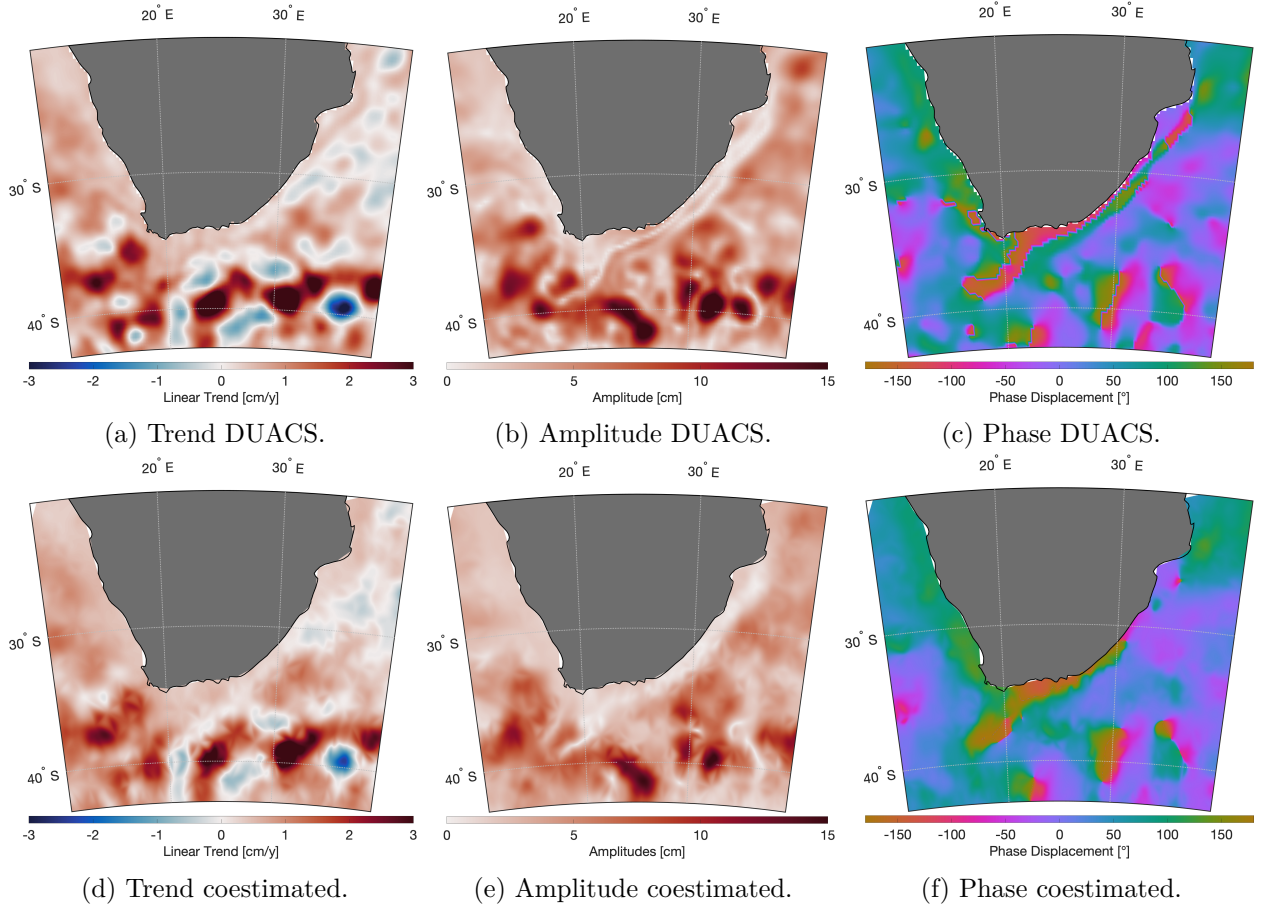 20° E 30° E 20° E 30° E 20° E 30° E
30° S 30° S 30° S
40° S 40° S 40° S
-3 -2 -1 0 1 2 3 0 5 10 15 -150 -100 -50 0 50 100 150
Linear Trend [cm/y] Amplitude [cm] Phase Displacement [°]
(a) Trend DUACS. (b) Amplitude DUACS. (c) Phase DUACS.
20° E 30° E 20° E 30° E 20° E 30° E
30° S 30° S 30° S
40° S 40° S 40° S
-3 -2 -1 0 1 2 3 0 5 10 15 -150 -100 -50 0 50 100 150
Linear Trend [cm/y] Amplitudes [cm] Phase Displacement [°]
(d) Trend coestimated. (e) Amplitude coestimated. (f) Phase coestimated.